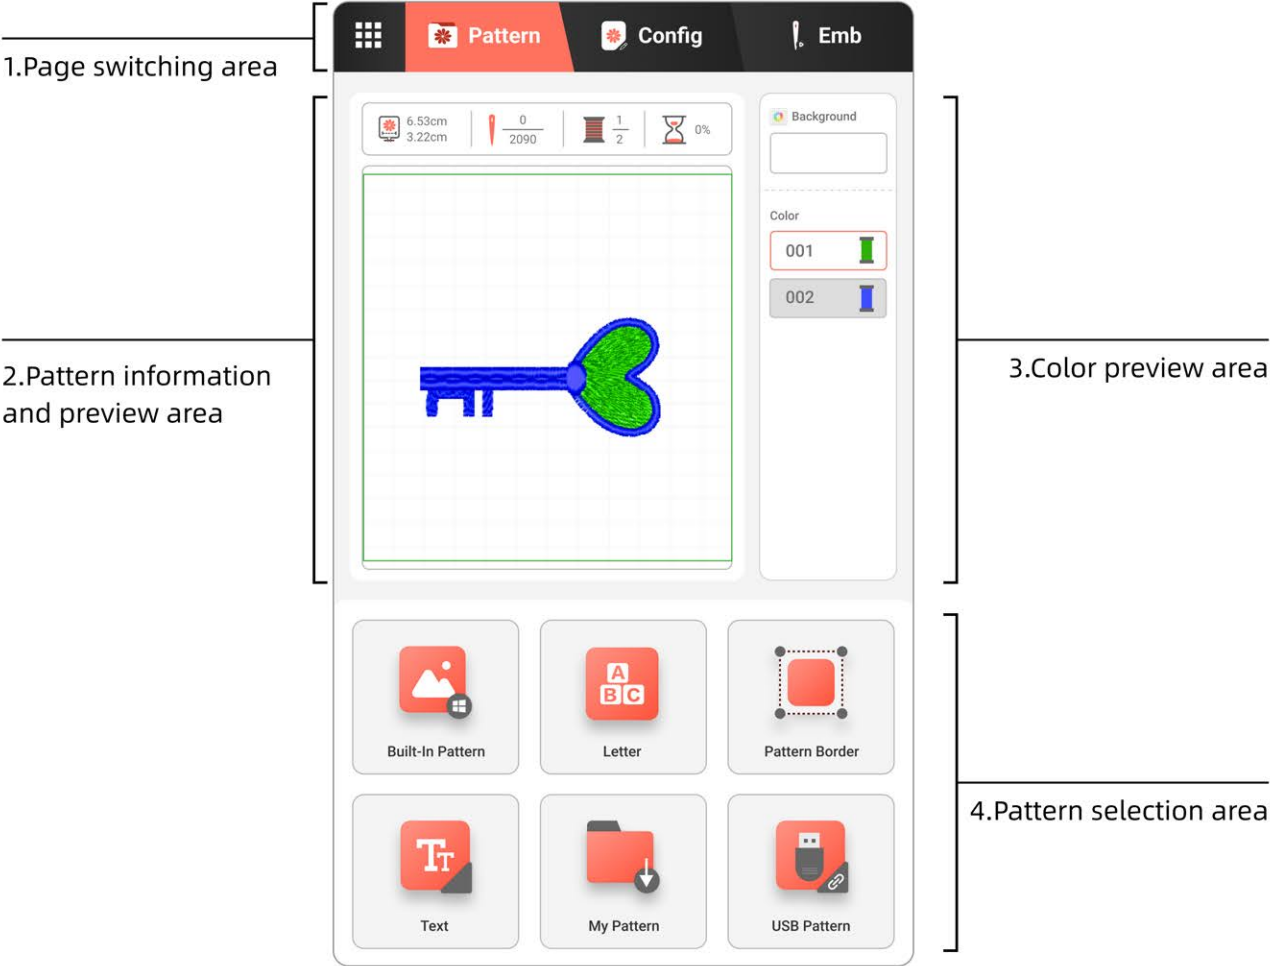 Pattern
Config
Emb
1.Page switching area
6.53cm
3.22cm
0
2090
1
2
0%
Background
Color
001
002
2.Pattern information
and preview area
3.Color preview area
A
B C
Built-In Pattern
Letter
Pattern Border
4.Pattern selection area
TT
Text
My Pattern
USB Pattern